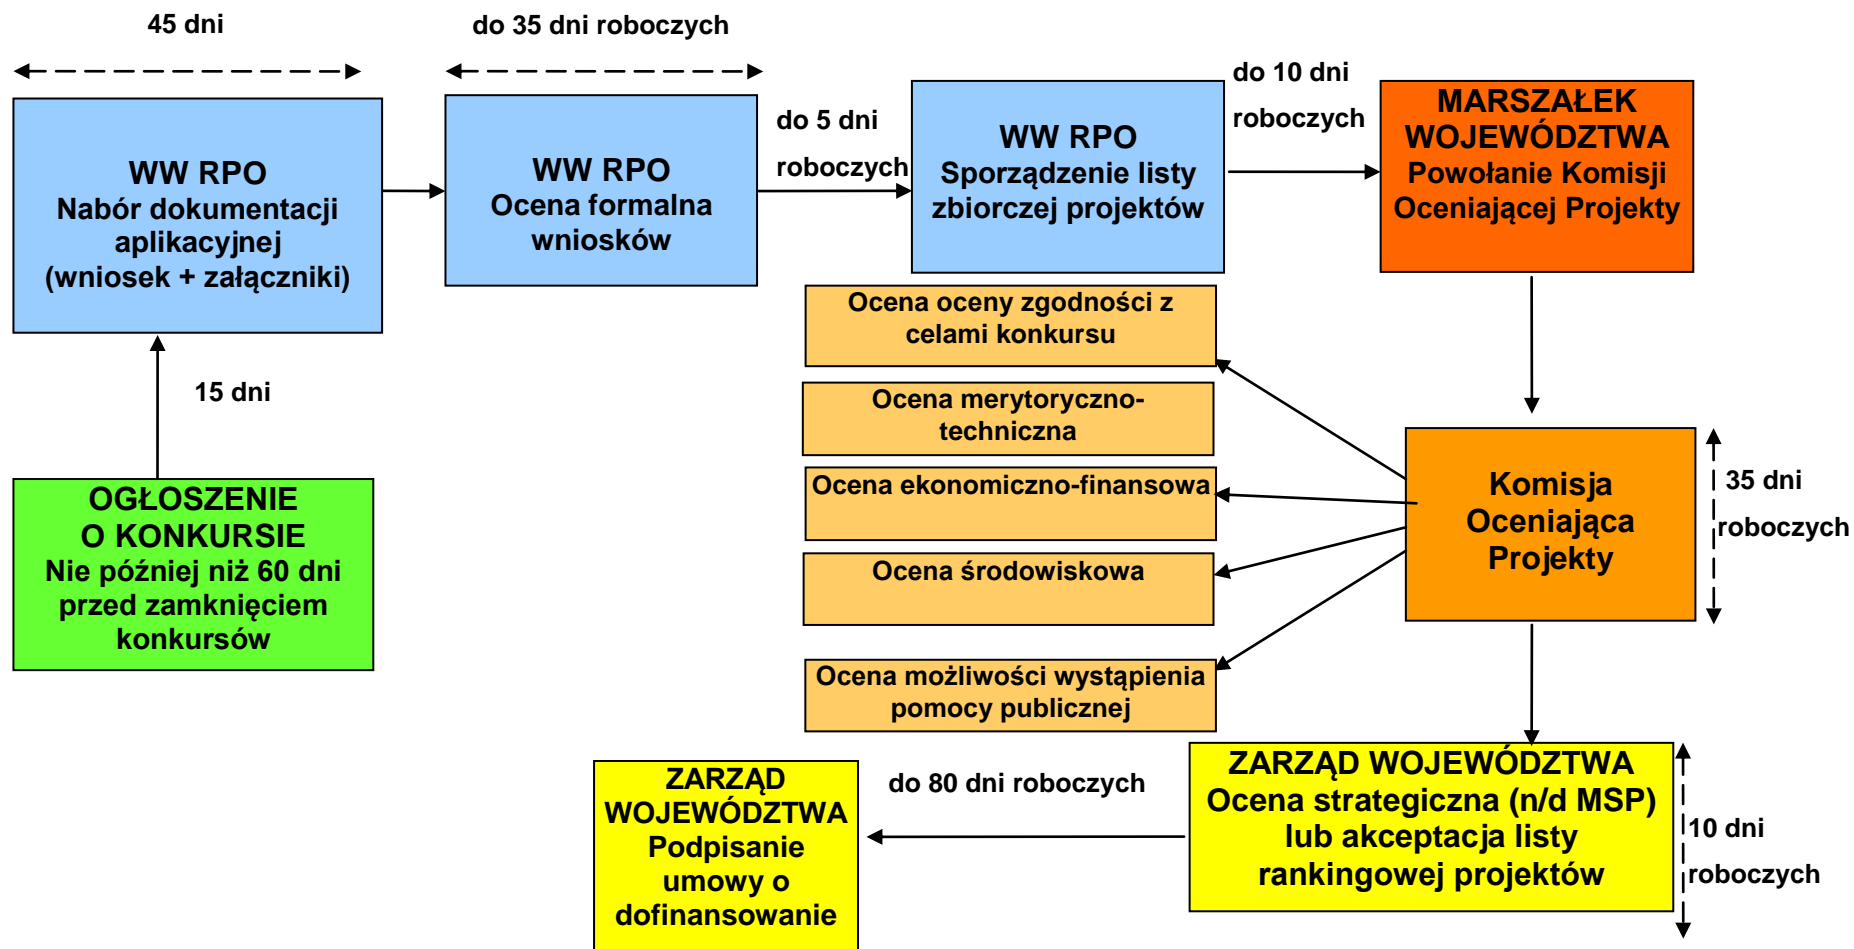 45 dni
do 35 dni roboczych
WW RPO
Nabór dokumentacji
aplikacyjnej
(wniosek + załączniki)
WW RPO
Ocena formalna
wniosków
do 5 dni
roboczych
WW RPO
Sporządzenie listy
zbiorczej projektów
do 10 dni
roboczych
MARSZAŁEK
WOJEWÓDZTWA
Powołanie Komisji
Oceniającej Projekty
15 dni
OGŁOSZENIE
O KONKURSIE
Nie później niż 60 dni
przed zamknięciem
konkursów
Ocena oceny zgodności z
celami konkursu
Ocena merytoryczno-
techniczna
Ocena ekonomiczno-finansowa
Ocena środowiskowa
Ocena możliwości wystąpienia
pomocy publicznej
Komisja
Oceniająca
Projekty
35 dni
roboczych
ZARZĄD WOJEWÓDZTWA
Ocena strategiczna (n/d MSP)
lub akceptacja listy
rankingowej projektów
10 dni
roboczych
do 80 dni roboczych
ZARZĄD
WOJEWÓDZTWA
Podpisanie
umowy o
dofinansowanie